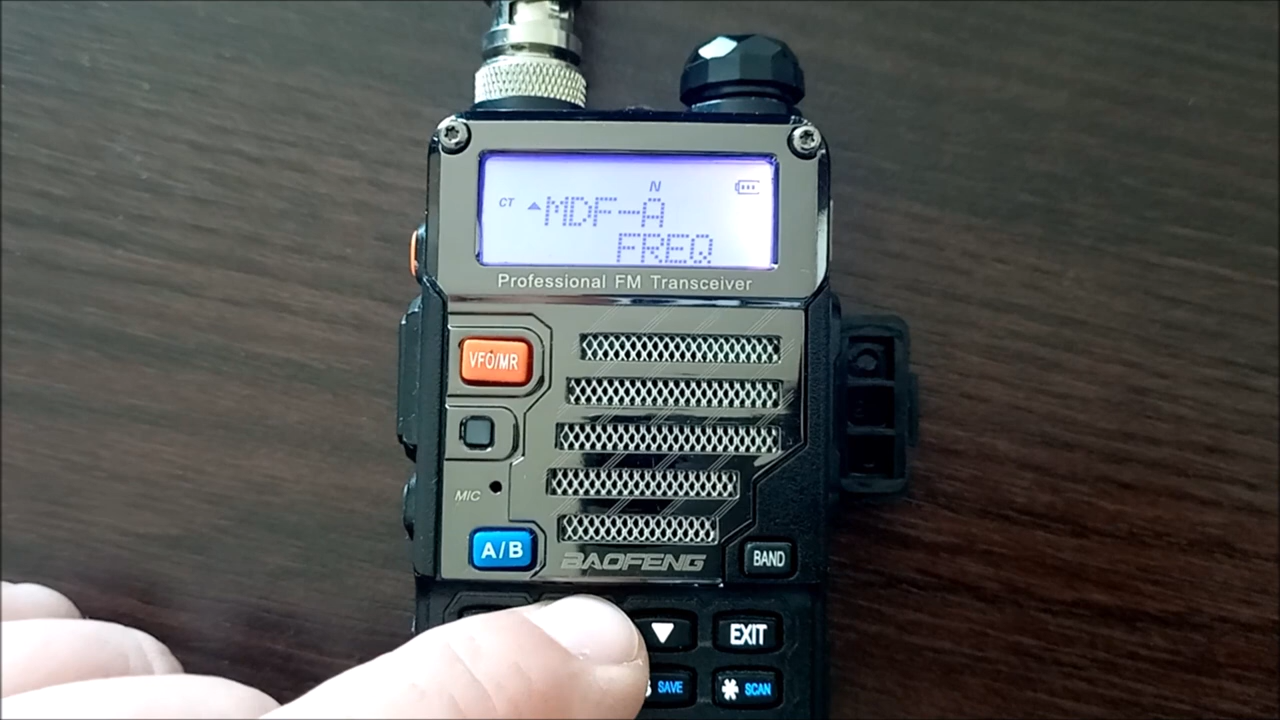 N
CT ▲MDF-A
FREQ
Professional FM Transceiver
VFO/MR
MIC
A/B
BAOFENG
BAND
▼ EXIT
SAVE
* SCAN